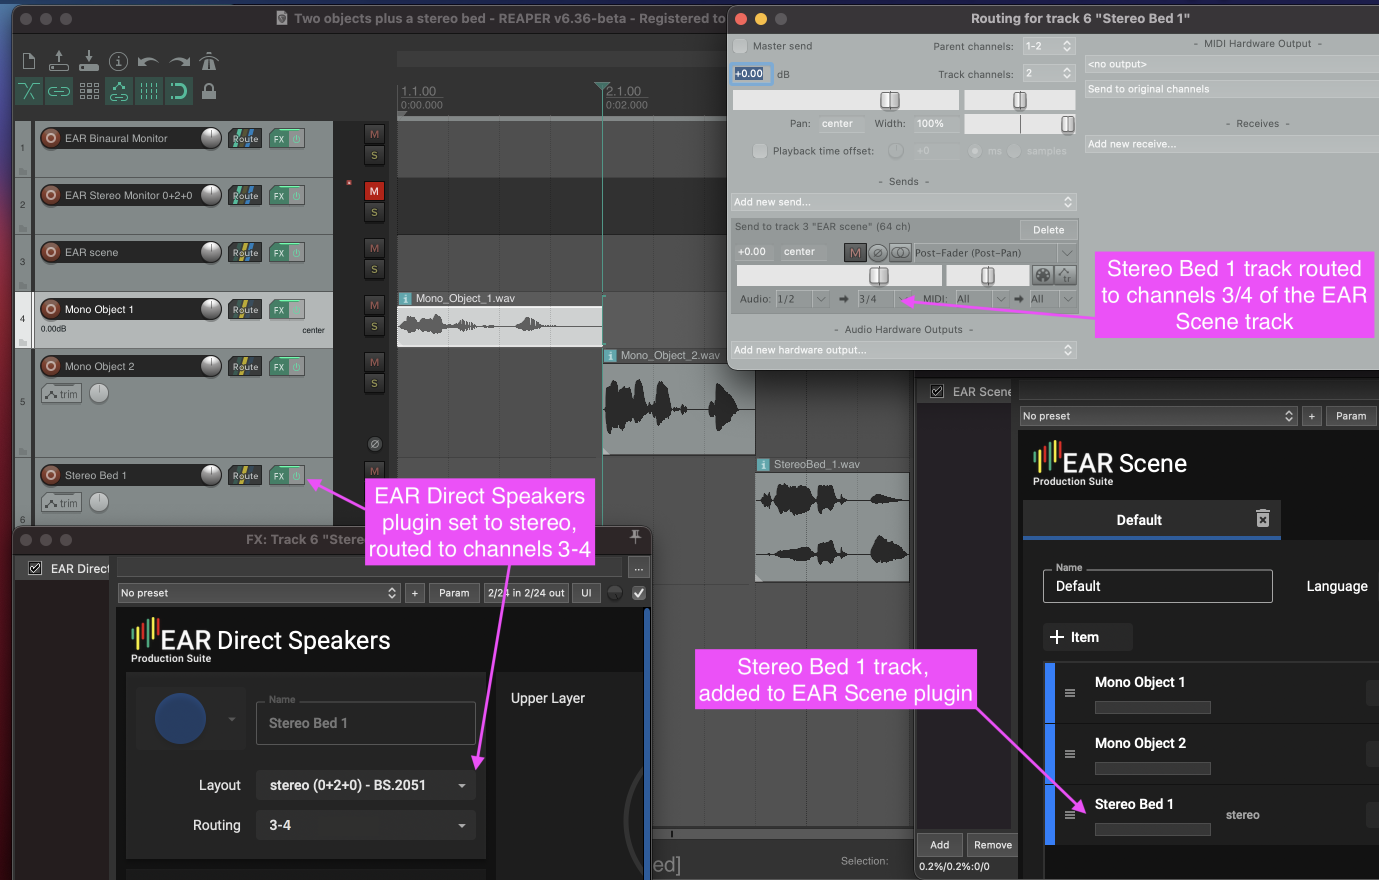 Two objects plus a stereo bed - REAPER v6.36-beta - Registered to
Routing for track 6 "Stereo Bed 1"
Master send
Parent channels: 1-2
- MIDI Hardware Output -
+0.00 dB
Track channels: 2
<no output>
Send to original channels
Pan: center Width: 100%
- Receives -
Playback time offset: +0 ms samples
Add new receive...
- Sends -
Add new send...
Send to track 3 "EAR scene" (64 ch)
Delete
+0.00 center M Post-Fader (Post-Pan)
tr
Audio: 1/2 3/4 MIDI: All All
- Audio Hardware Outputs -
Add new hardware output...
Stereo Bed 1 track routed
to channels 3/4 of the EAR
Scene track
1.1.00
0:00.000
2.1.00
0:02.000
1
EAR Binaural Monitor
Route
FX
M
S
2
EAR Stereo Monitor 0+2+0
Route
FX
M
S
3
EAR scene
Route
FX
M
S
4
Mono Object 1
Route
FX
M
S
0.00dB
center
Mono_Object_1.wav
5
Mono Object 2
Route
FX
M
S
trim
Mono_Object_2.wav
6
Stereo Bed 1
Route
FX
M
trim
StereoBed_1.wav
EAR Direct Speakers
plugin set to stereo,
routed to channels 3-4
FX: Track 6 "Stere
EAR Direct
...
No preset
+
Param
2/24 in 2/24 out
UI
EAR Direct Speakers
Production Suite
Name
Stereo Bed 1
Upper Layer
Layout
stereo (0+2+0) - BS.2051
Routing
3-4
Stereo Bed 1 track,
added to EAR Scene plugin
ed]
Selection:
EAR Scene
No preset
+
Param
EAR Scene
Production Suite
Default
Name
Default
Language
+ Item
Mono Object 1
Mono Object 2
Stereo Bed 1
stereo
Add
Remove
0.2%/0.2%:0/0